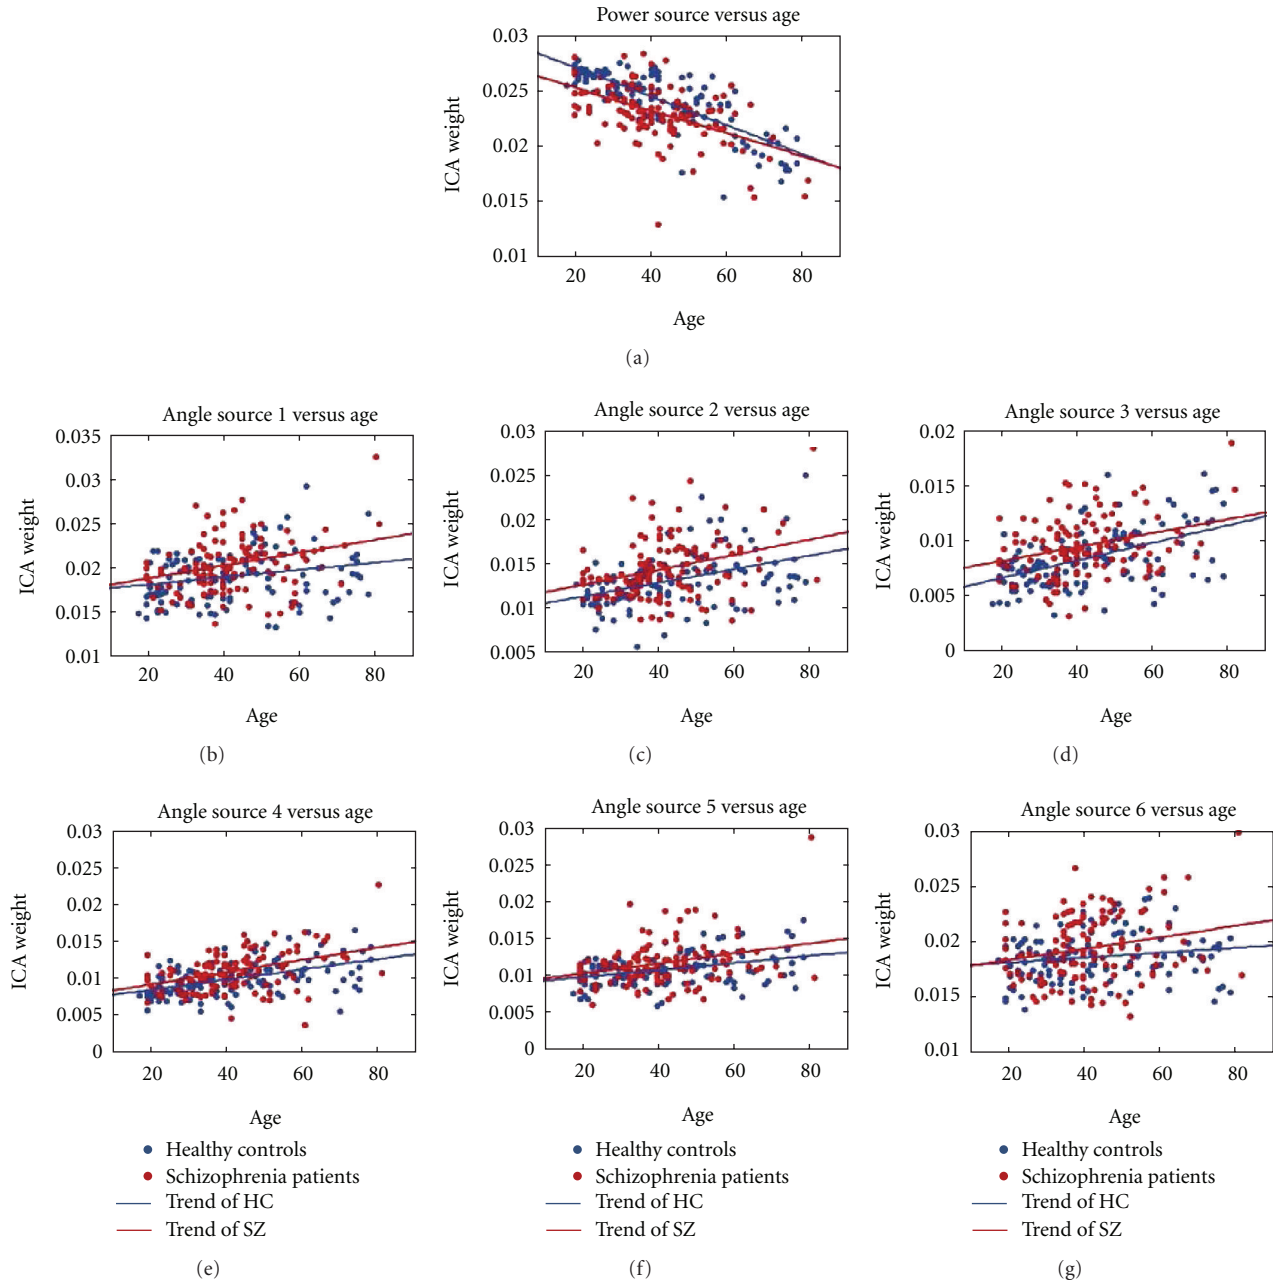 Power source versus age
0.03
0.025
0.02
0.015
0.01
ICA weight
20 40 60 80
Age
(a)
Angle source 1 versus age
0.035
0.03
0.025
0.02
0.015
0.01
ICA weight
20 40 60 80
Age
(b)
Angle source 2 versus age
0.03
0.025
0.02
0.015
0.01
0.005
ICA weight
20 40 60 80
Age
(c)
Angle source 3 versus age
0.02
0.015
0.01
0.005
0
ICA weight
20 40 60 80
Age
(d)
Angle source 4 versus age
0.03
0.025
0.02
0.015
0.01
0.005
0
ICA weight
20 40 60 80
Age
Healthy controls
Schizophrenia patients
Trend of HC
Trend of SZ
(e)
Angle source 5 versus age
0.03
0.025
0.02
0.015
0.01
0.005
0
ICA weight
20 40 60 80
Age
Healthy controls
Schizophrenia patients
Trend of HC
Trend of SZ
(f)
Angle source 6 versus age
0.03
0.025
0.02
0.015
0.01
ICA weight
20 40 60 80
Age
Healthy controls
Schizophrenia patients
Trend of HC
Trend of SZ
(g)